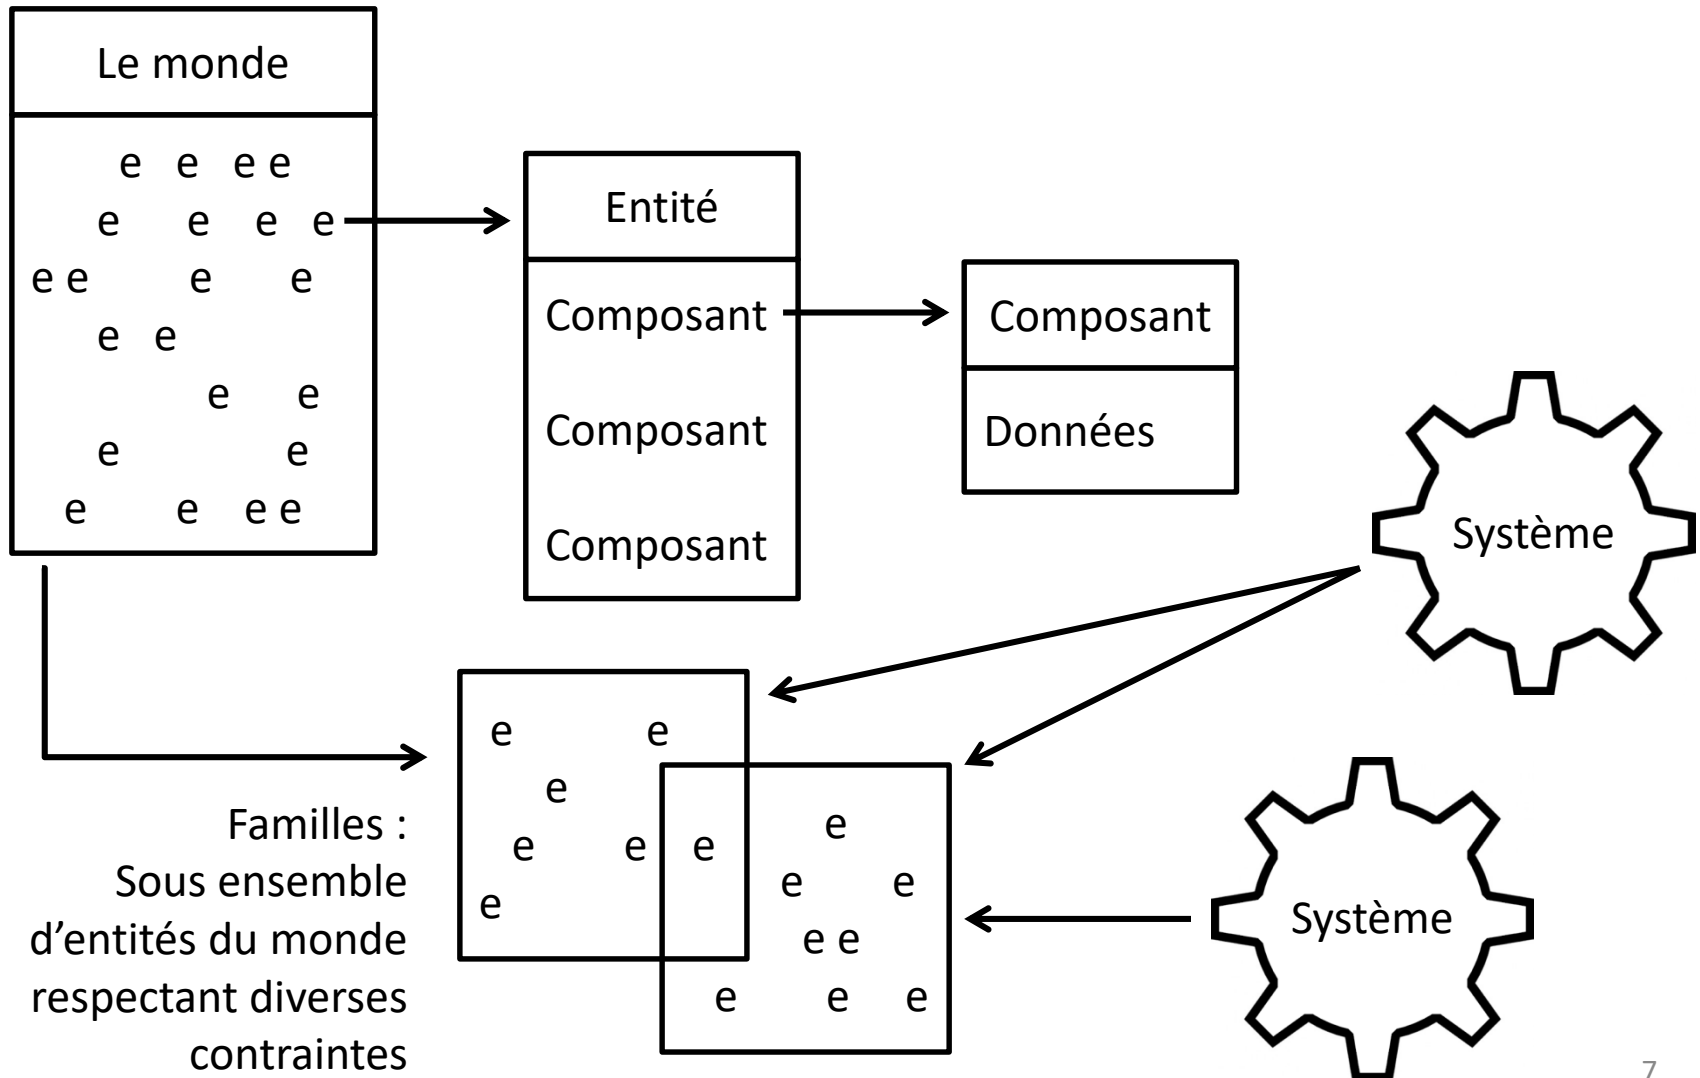 Le monde
e e e e
e e e e
e e e e
e e
e e
e e
e e e e
Entité
Composant
Composant
Composant
Composant
Données
Système
Familles :
Sous ensemble
d’entités du monde
respectant diverses
contraintes
e e
e
e e e
e
e
e e
e e
e e e
Système
7